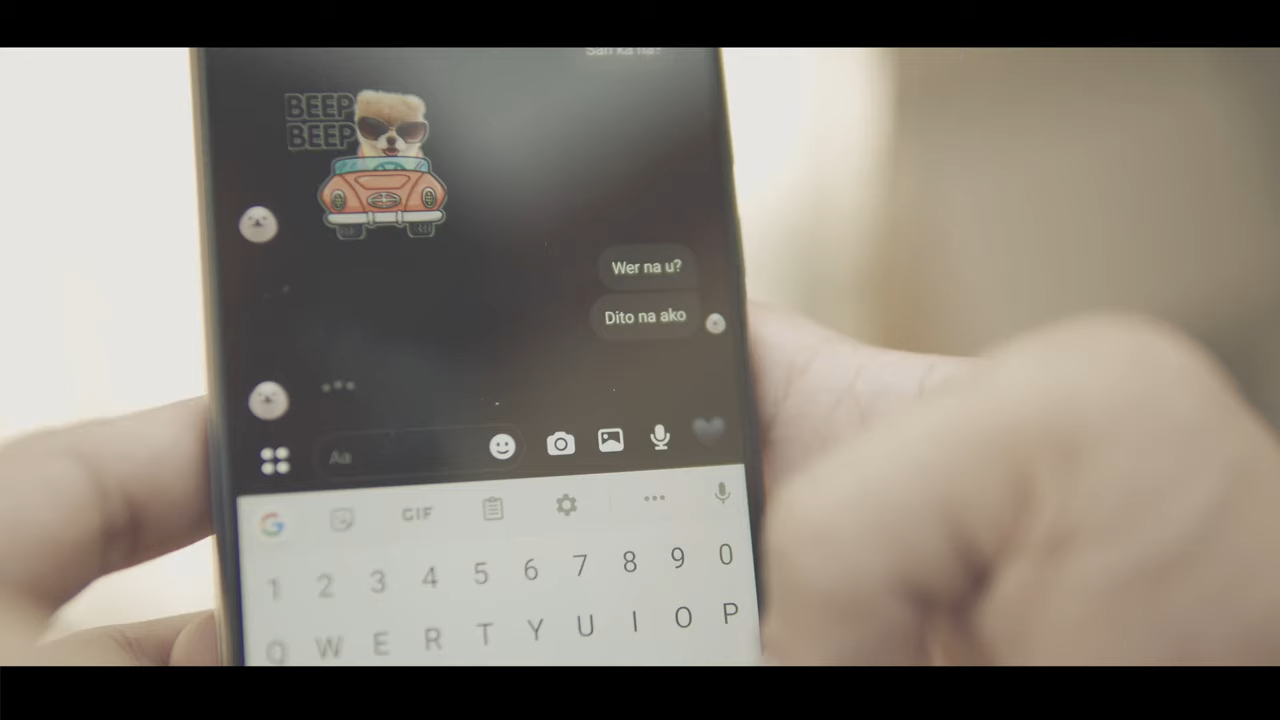 San ka na?
BEEP
BEEP
Wer na u?
Dito na ako
Aa
GIF
1 2 3 4 5 6 7 8 9 0
Q W E R T Y U I O P